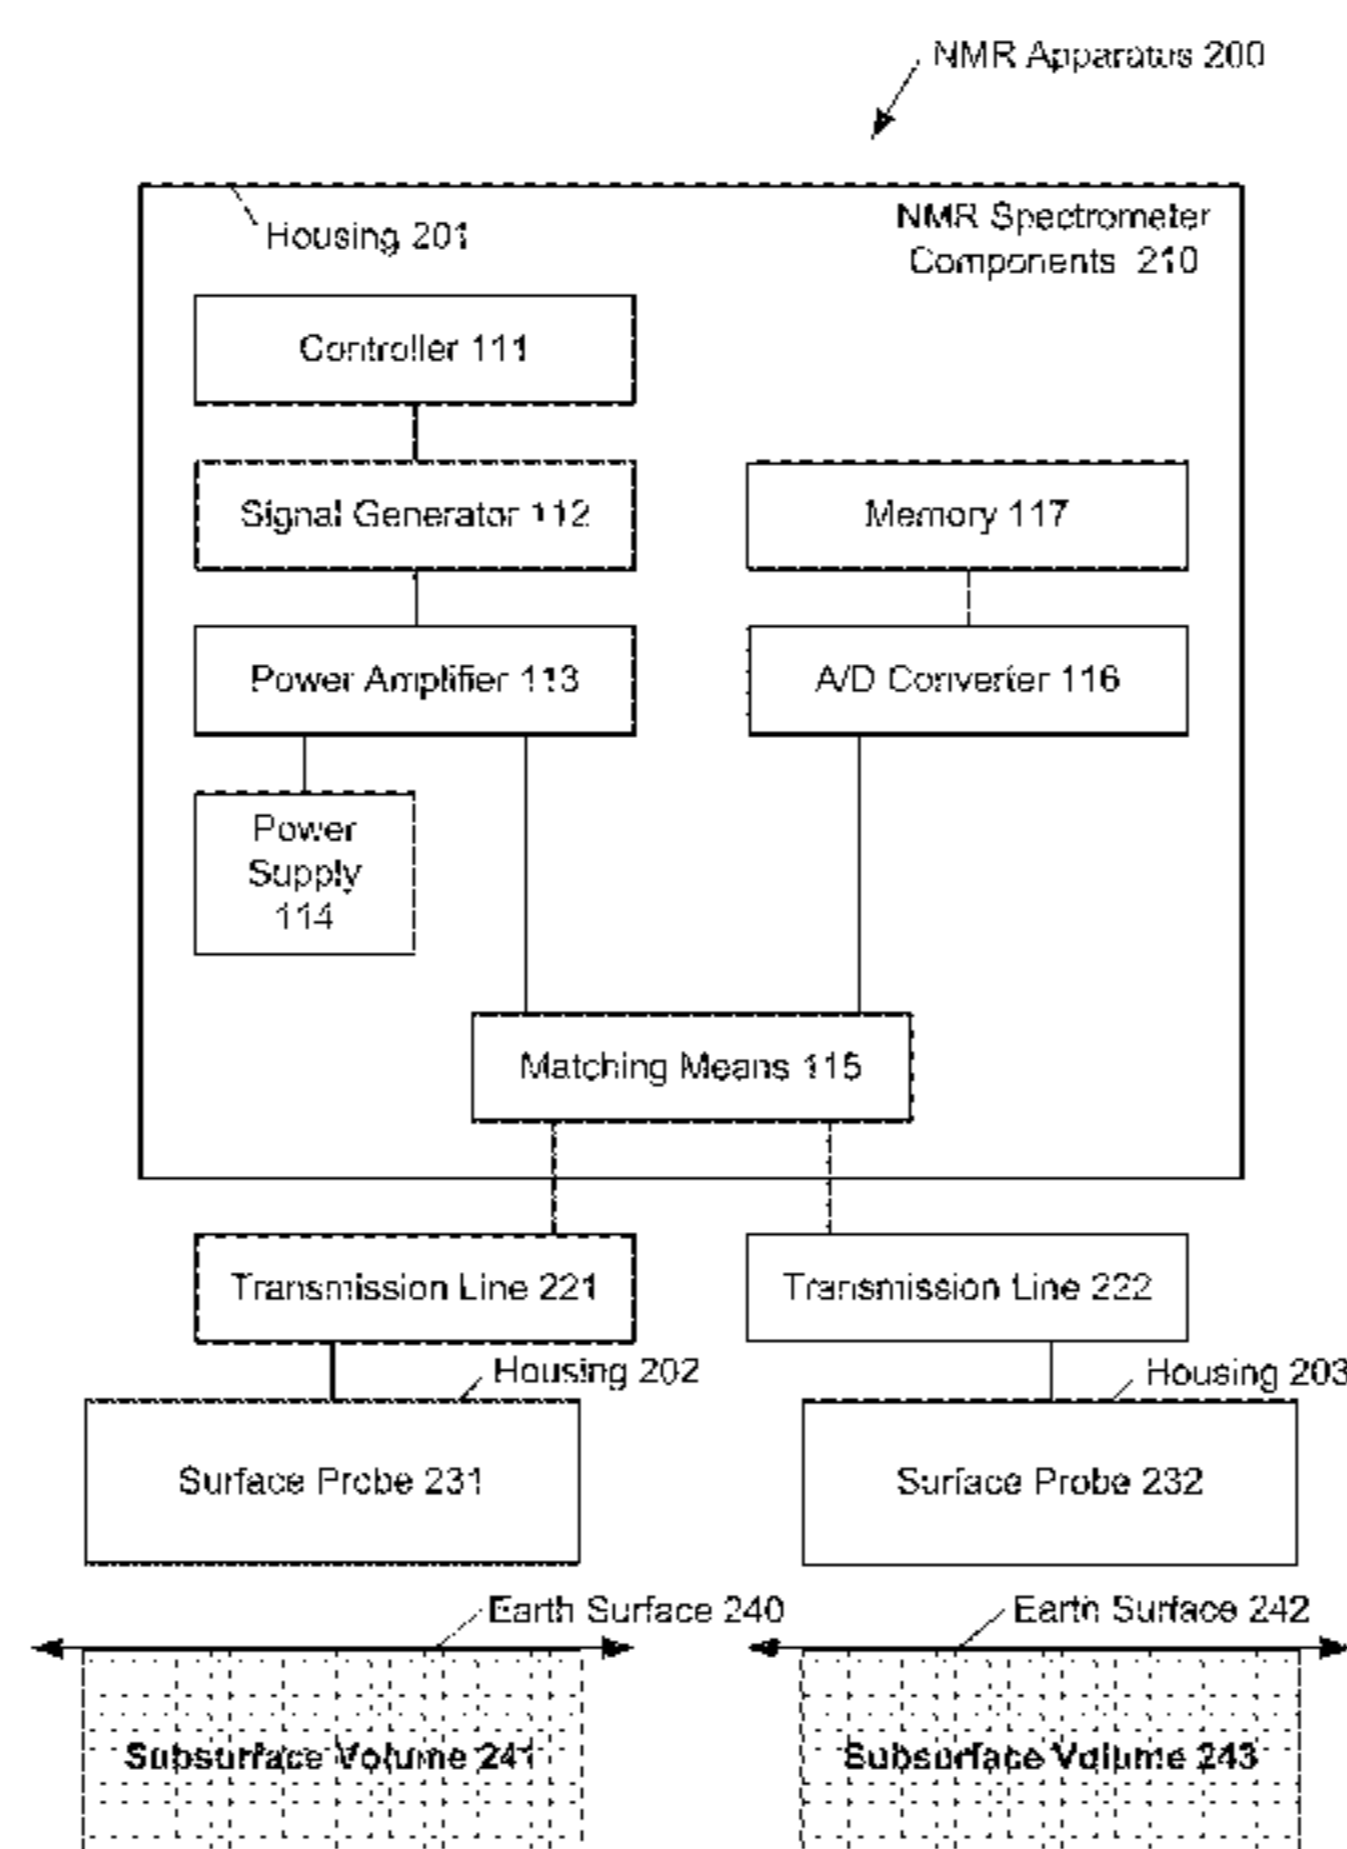 NMR Apparatus 200
Housing 201
NMR Spectrometer
Components 210
Controller 111
Signal Generator 112
Memory 117
Power Amplifier 113
A/D Converter 116
Power
Supply
114
Matching Means 115
Transmission Line 221
Transmission Line 222
Housing 202
Housing 203
Surface Probe 231
Surface Probe 232
Earth Surface 240
Earth Surface 242
Subsurface Volume 241
Subsurface Volume 243